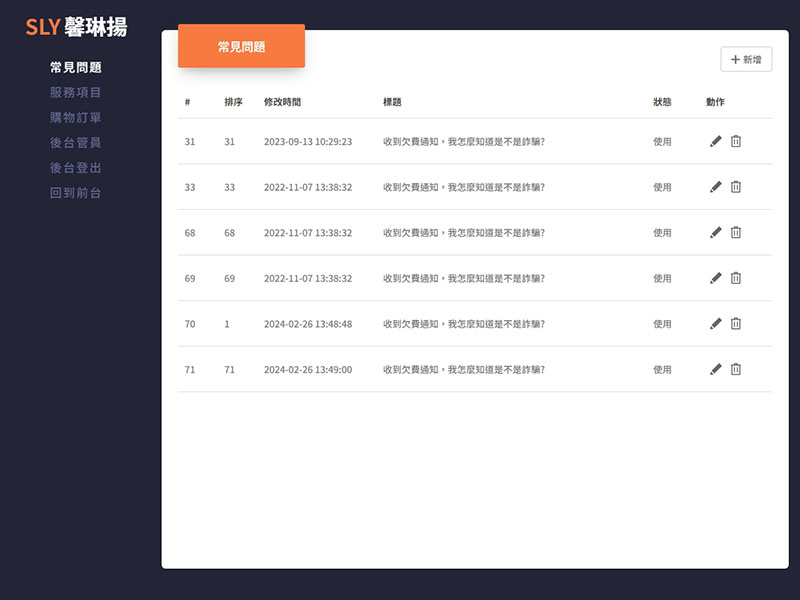 SLY 馨琳揚
常見問題
服務項目
購物訂單
後台管員
後台登出
回到前台
常見問題
新增
# 排序 修改時間 標題 狀態 動作
31 31 2023-09-13 10:29:23 收到欠費通知，我怎麼知道是不是詐騙? 使用
33 33 2022-11-07 13:38:32 收到欠費通知，我怎麼知道是不是詐騙? 使用
68 68 2022-11-07 13:38:32 收到欠費通知，我怎麼知道是不是詐騙? 使用
69 69 2022-11-07 13:38:32 收到欠費通知，我怎麼知道是不是詐騙? 使用
70 1 2024-02-26 13:48:48 收到欠費通知，我怎麼知道是不是詐騙? 使用
71 71 2024-02-26 13:49:00 收到欠費通知，我怎麼知道是不是詐騙? 使用